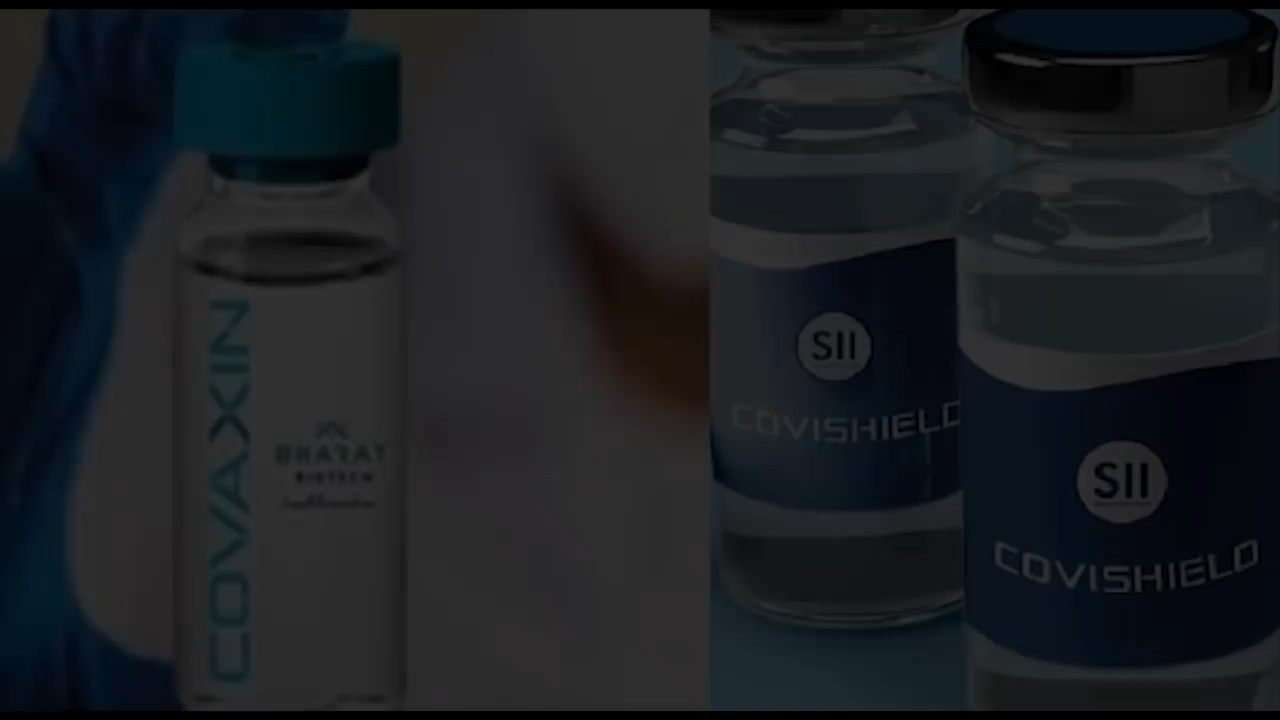 COVAXIN
BHARAT
BIOTECH
SII
COVISHIELD
SII
COVISHIELD